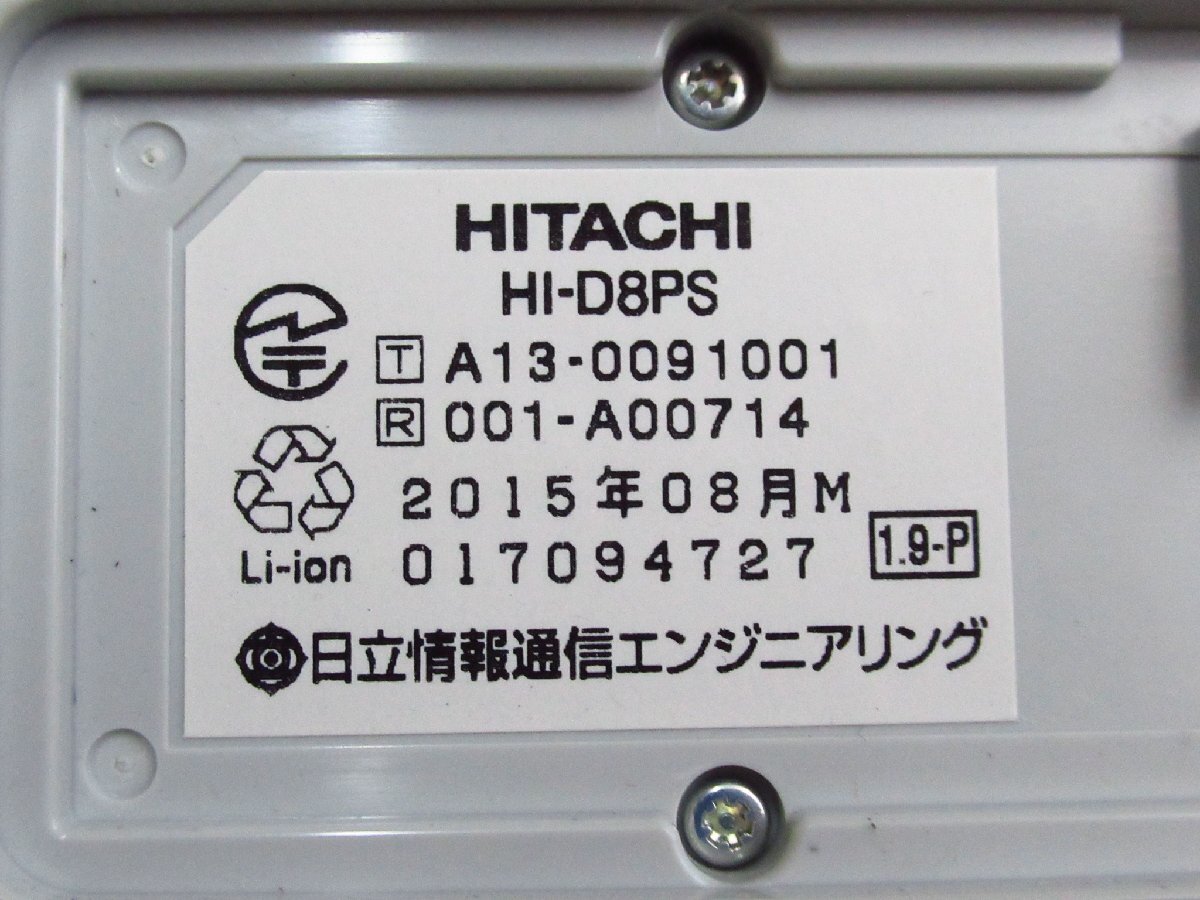 HITACHI
HI-D8PS
T A13-0091001
R 001-A00714
2015年08月M
Li-ion 017094727 1.9-P
日立情報通信エンジニアリング